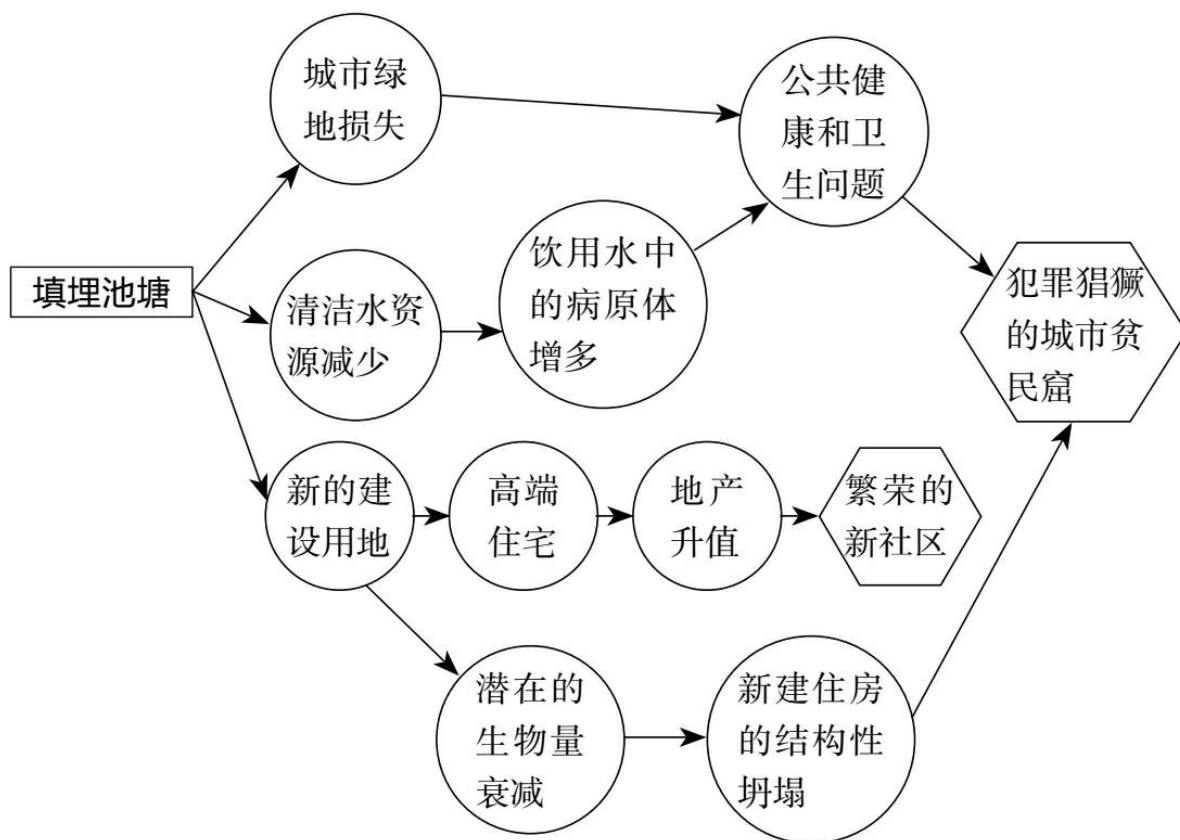 城市绿
地损失
公共健
康和卫
生问题
填埋池塘
清洁水资
源减少
饮用水中
的病原体
增多
犯罪猖獗
的城市贫
民窟
新的建
设用地
高端
住宅
地产
升值
繁荣的
新社区
潜在的
生物量
衰减
新建住房
的结构性
坍塌